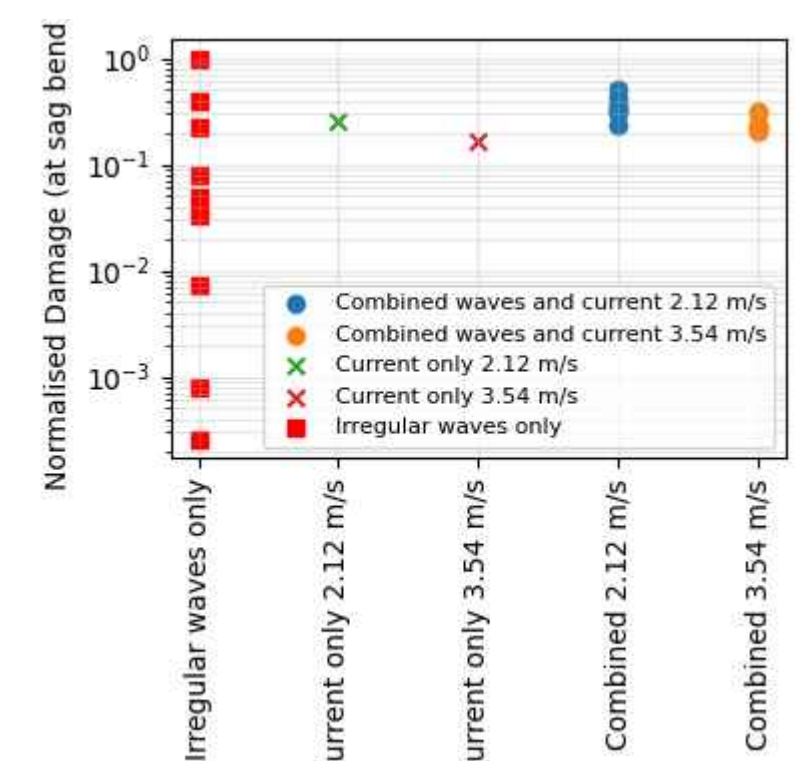 Normalised Damage (at sag bend
10⁰
10⁻¹
10⁻²
10⁻³
Combined waves and current 2.12 m/s
Combined waves and current 3.54 m/s
Current only 2.12 m/s
Current only 3.54 m/s
Irregular waves only
Irregular waves only
urrent only 2.12 m/s
urrent only 3.54 m/s
Combined 2.12 m/s
Combined 3.54 m/s